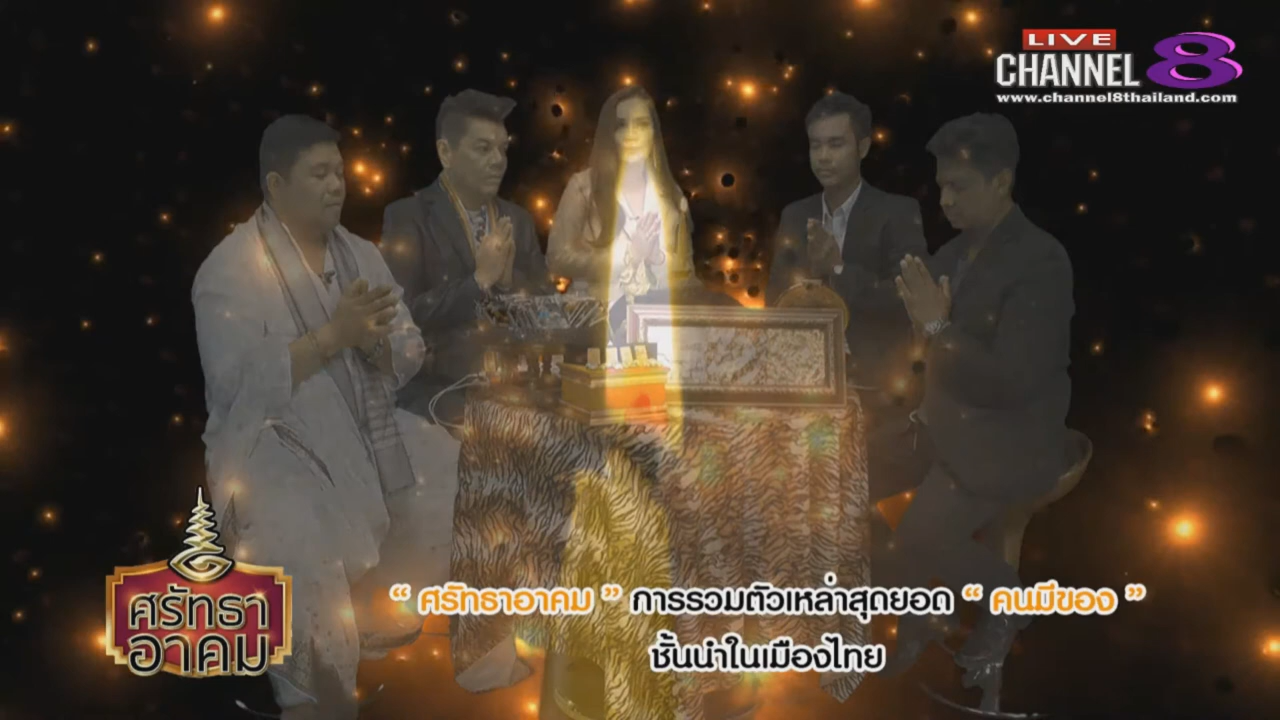 LIVE
CHANNEL 8
www.channel8thailand.com
ศรัทธา
อาคม
“ ศรัทธาอาคม ” การรวมตัวเหล่าสุดยอด “ คนมีของ ”
ชั้นนำในเมืองไทย